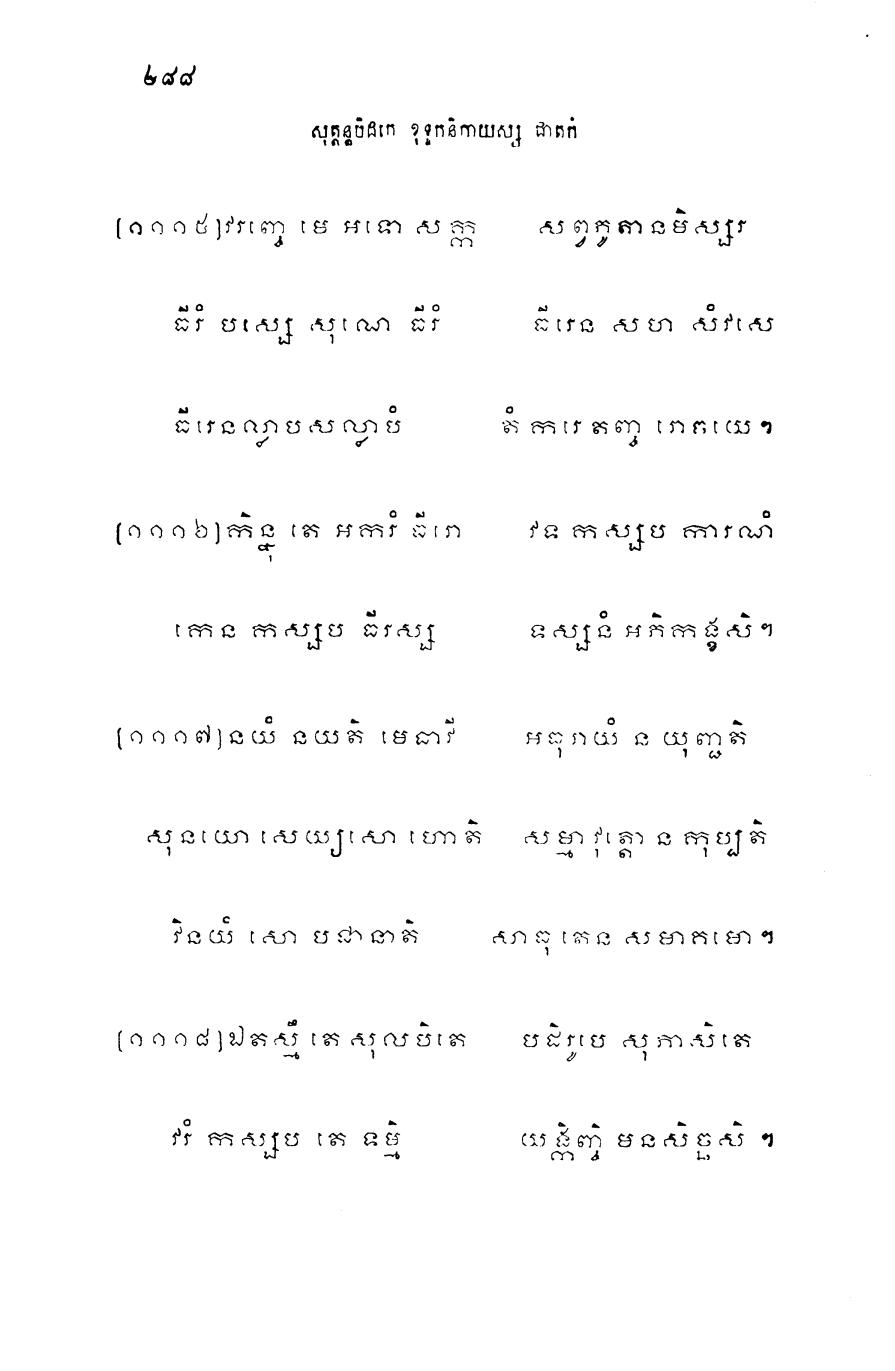 ២៨៨
សុត្តន្តបិដកេ ខុទ្ទកនិកាយស្ស ជាតកំ
[១១១៥] វរញ្ចេ មេ អទោ សក្ក សព្វភូតានមិស្សរ
ធីរំ បស្សេ សុណេ ធីរំ ធីរេន សហ សំវសេ
ធីរេនល្លាបសល្លាបំ តំ ករេ តញ្ច រោចយេ។
[១១១៦] កិន្នុ តេ អករំ ធីរោ វទ កស្សប ការណំ
កេន កស្សប ធីរស្ស ទស្សនំ អភិកង្ខសិ។
[១១១៧] នយំ នយតិ មេធាវី អធុរាយំ ន យុញ្ជតិ
សុនយោ សេយ្យសោ ហោតិ សម្មា វុត្តោ ន កុប្បតិ
វិនយំ សោ បជានាតិ សាធុ តេន សមាគមោ។
[១១១៨] ឯតស្មឹ តេ សុលបិតេ បដិរូបេ សុភាសិតេ
វរំ កស្សប តេ ទម្មិ យង្កិញ្ចិ មនសិច្ឆសិ ។